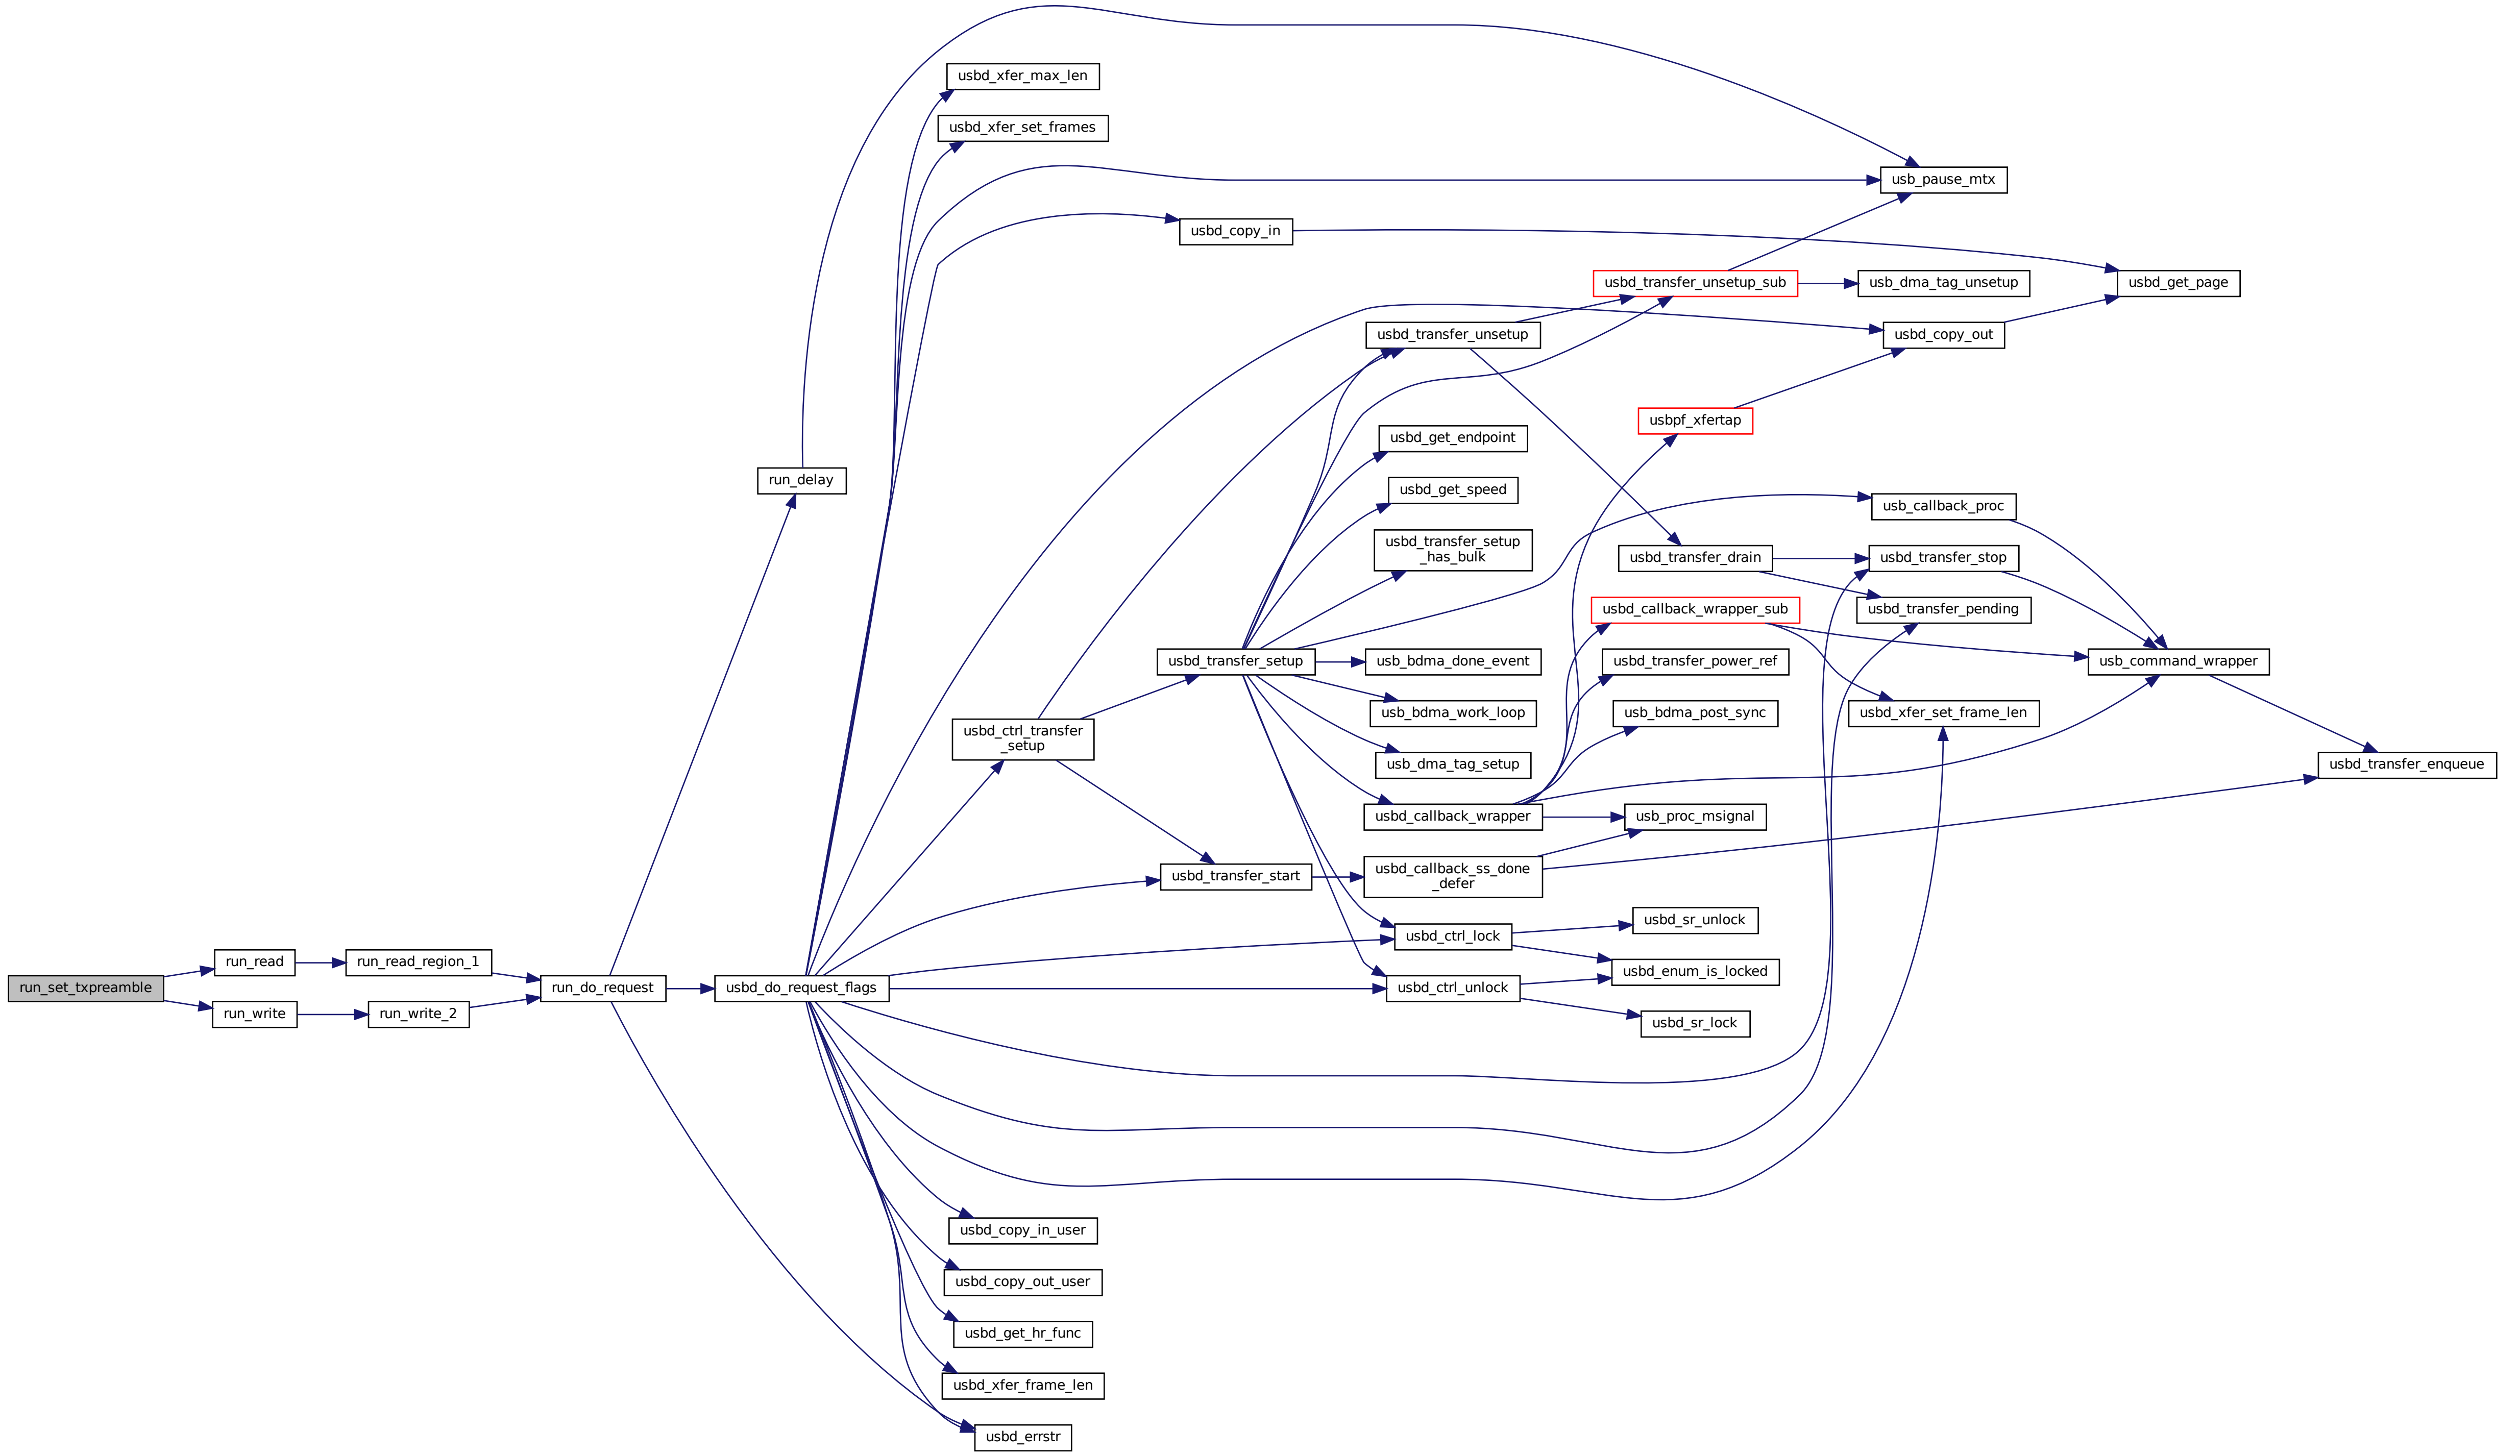 run_set_txpreamble
run_read
run_write
run_read_region_1
run_write_2
run_do_request
run_delay
usbd_do_request_flags
usbd_xfer_max_len
usbd_xfer_set_frames
usbd_ctrl_transfer
_setup
usbd_copy_in_user
usbd_copy_out_user
usbd_get_hr_func
usbd_xfer_frame_len
usbd_errstr
usbd_copy_in
usbd_transfer_setup
usbd_transfer_start
usbd_transfer_unsetup
usbd_get_endpoint
usbd_get_speed
usbd_transfer_setup
_has_bulk
usb_bdma_done_event
usb_bdma_work_loop
usb_dma_tag_setup
usbd_callback_wrapper
usbd_callback_ss_done
_defer
usbd_ctrl_lock
usbd_ctrl_unlock
usbd_transfer_unsetup_sub
usbpf_xfertap
usbd_transfer_drain
usbd_callback_wrapper_sub
usbd_transfer_power_ref
usb_bdma_post_sync
usb_proc_msignal
usbd_sr_unlock
usbd_enum_is_locked
usbd_sr_lock
usb_pause_mtx
usb_dma_tag_unsetup
usbd_copy_out
usb_callback_proc
usbd_transfer_stop
usbd_transfer_pending
usbd_xfer_set_frame_len
usbd_get_page
usb_command_wrapper
usbd_transfer_enqueue